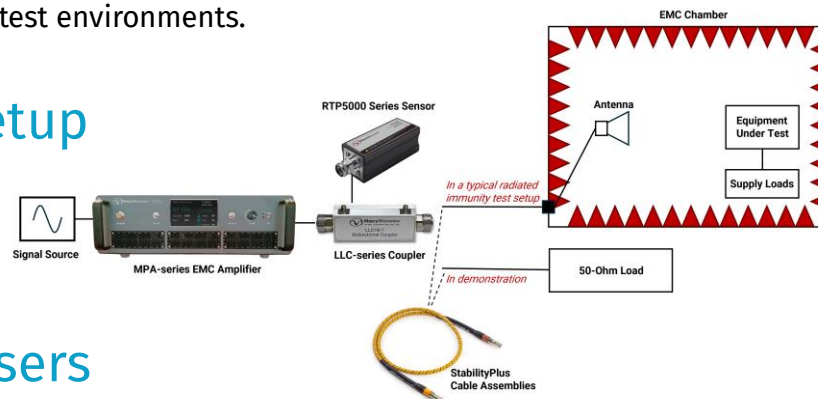 test environments.
EMC Chamber
etup
RTP5000 Series Sensor
Antenna
Equipment
Under Test
In a typical radiated
immunity test setup
Supply Loads
Signal Source
MPA-series EMC Amplifier
Bidirectional Coupler
LLC-series Coupler
In demonstration
50-Ohm Load
sers
StabilityPlus
Cable Assemblies